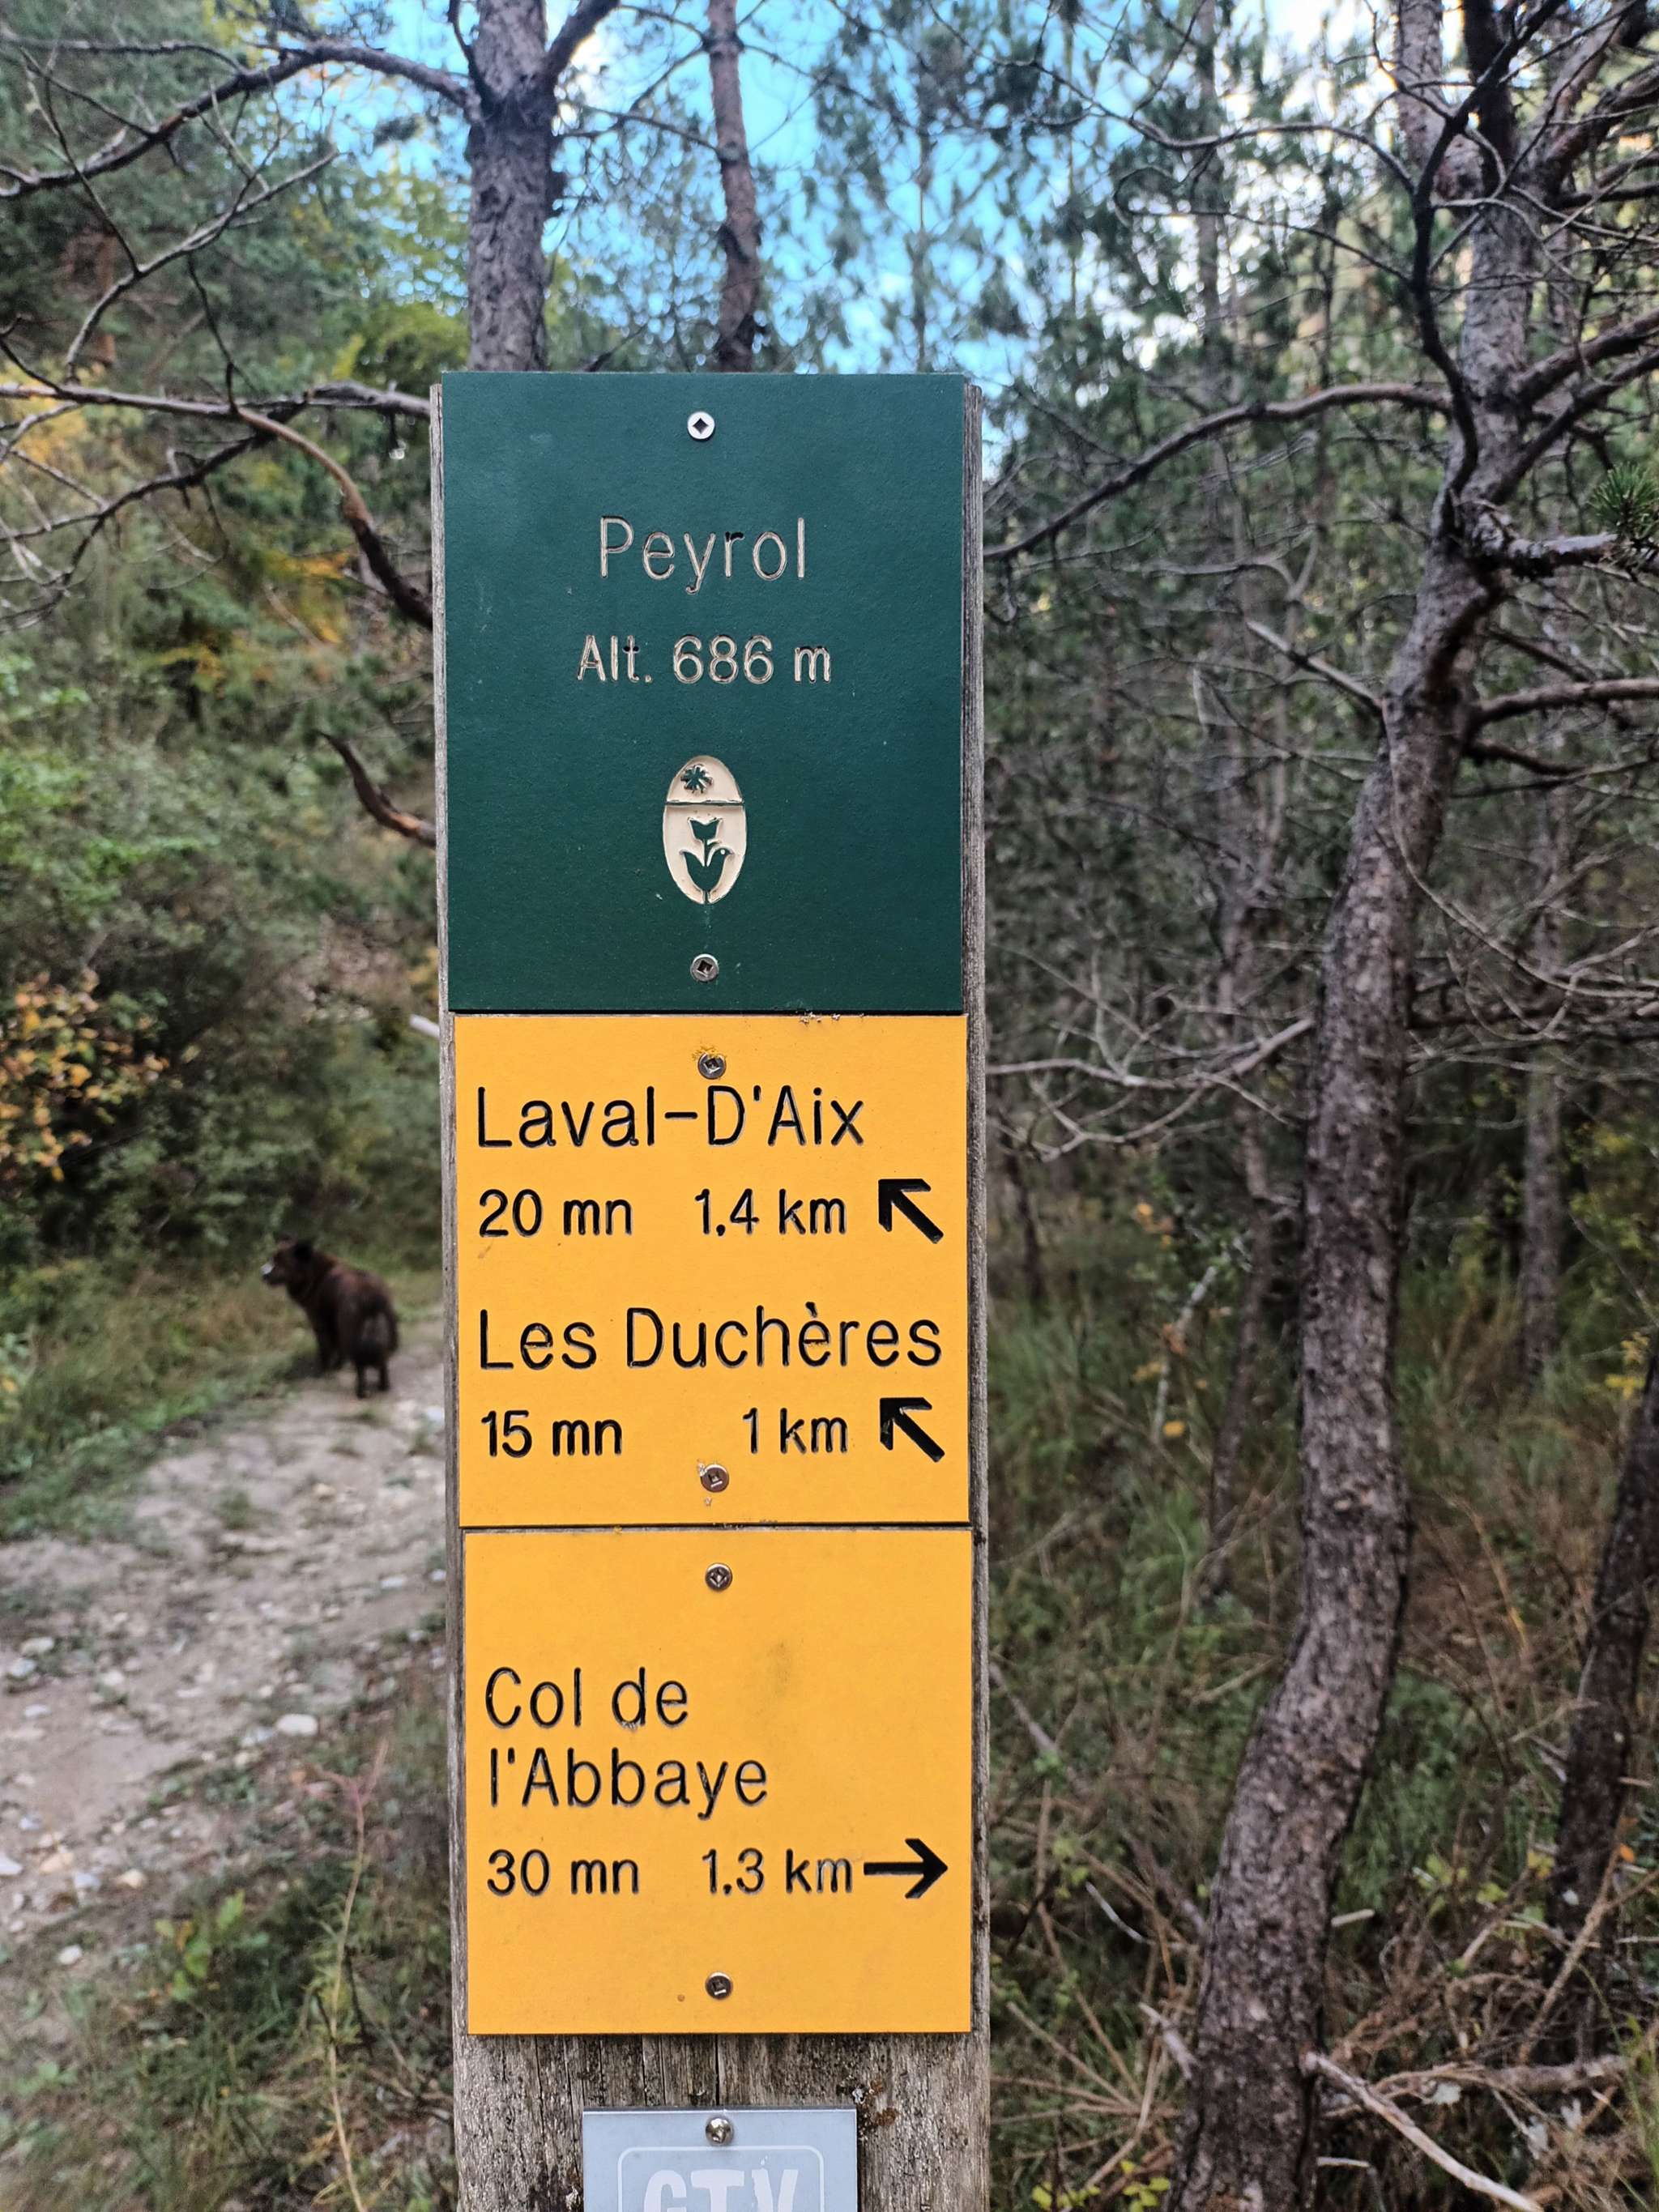 Peyrol
Alt. 686 m
Laval-D'Aix
20 mn 1,4 km
Les Duchères
15 mn 1 km
Col de
l'Abbaye
30 mn 1,3 km
GTV